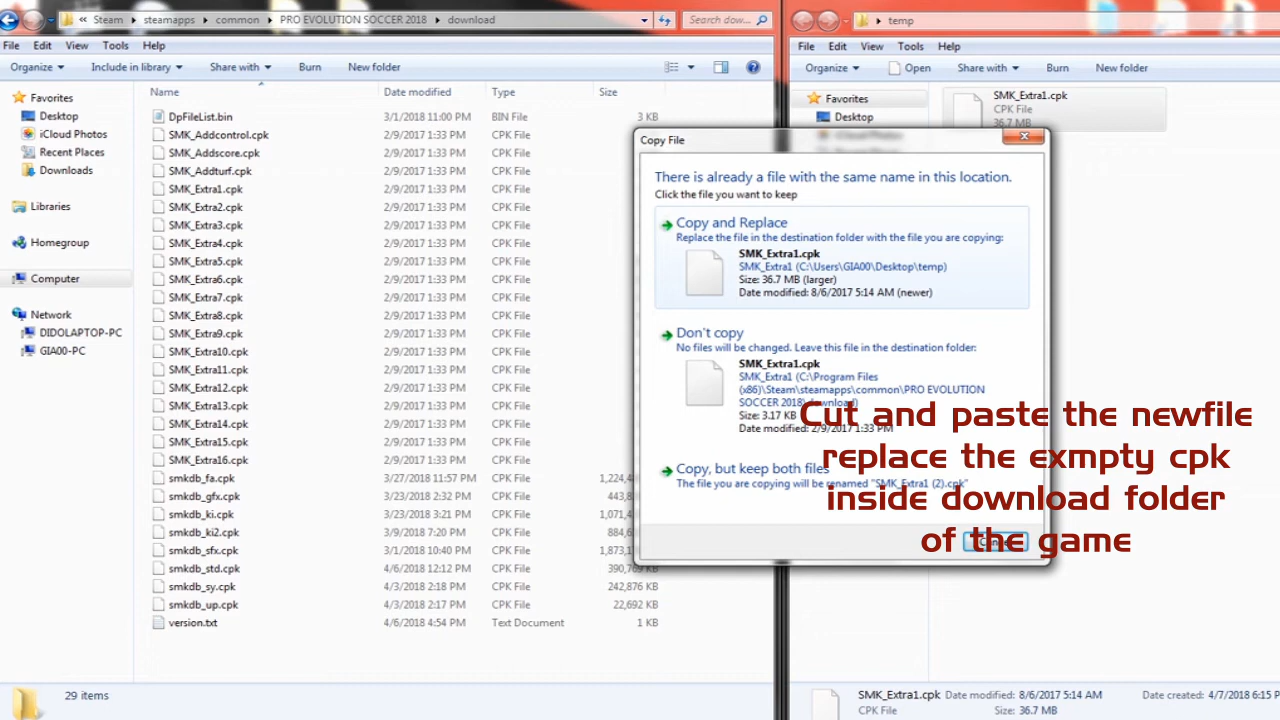 Steam
steamapps
common
PRO EVOLUTION SOCCER 2018
download
Search dow...
File Edit View Tools Help
Organize Include in library Share with Burn New folder
Name Date modified Type Size
Favorites
Desktop
iCloud Photos
Recent Places
Downloads
Libraries
Homegroup
Computer
Network
DIDOLAPTOP-PC
GIA00-PC
DpFileList.bin 3/1/2018 11:00 PM BIN File 3 KB
SMK_Addcontrol.cpk 2/9/2017 1:33 PM CPK File
SMK_Addscore.cpk 2/9/2017 1:33 PM CPK File
SMK_Addturf.cpk 2/9/2017 1:33 PM CPK File
SMK_Extra1.cpk 2/9/2017 1:33 PM CPK File
SMK_Extra2.cpk 2/9/2017 1:33 PM CPK File
SMK_Extra3.cpk 2/9/2017 1:33 PM CPK File
SMK_Extra4.cpk 2/9/2017 1:33 PM CPK File
SMK_Extra5.cpk 2/9/2017 1:33 PM CPK File
SMK_Extra6.cpk 2/9/2017 1:33 PM CPK File
SMK_Extra7.cpk 2/9/2017 1:33 PM CPK File
SMK_Extra8.cpk 2/9/2017 1:33 PM CPK File
SMK_Extra9.cpk 2/9/2017 1:33 PM CPK File
SMK_Extra10.cpk 2/9/2017 1:33 PM CPK File
SMK_Extra11.cpk 2/9/2017 1:33 PM CPK File
SMK_Extra12.cpk 2/9/2017 1:33 PM CPK File
SMK_Extra13.cpk 2/9/2017 1:33 PM CPK File
SMK_Extra14.cpk 2/9/2017 1:33 PM CPK File
SMK_Extra15.cpk 2/9/2017 1:33 PM CPK File
SMK_Extra16.cpk 2/9/2017 1:33 PM CPK File
smkdb_fa.cpk 3/27/2018 11:57 PM CPK File 1,224,4
smkdb_gfx.cpk 3/23/2018 2:32 PM CPK File 443,8
smkdb_ki.cpk 3/23/2018 3:21 PM CPK File 1,071,4
smkdb_ki2.cpk 3/9/2018 7:20 PM CPK File 884,6
smkdb_sfx.cpk 3/1/2018 10:40 PM CPK File 1,873,1
smkdb_std.cpk 4/6/2018 12:12 PM CPK File 390,769 KB
smkdb_sy.cpk 4/3/2018 2:18 PM CPK File 242,876 KB
smkdb_up.cpk 4/3/2018 2:17 PM CPK File 22,692 KB
version.txt 4/6/2018 4:54 PM Text Document 1 KB
29 items
temp
File Edit View Tools Help
Organize Open Share with Burn New folder
Favorites
Desktop
SMK_Extra1.cpk
CPK File
36.7 MB
Copy File
There is already a file with the same name in this location.
Click the file you want to keep
Copy and Replace
Replace the file in the destination folder with the file you are copying:
SMK_Extra1.cpk
SMK_Extra1 (C:\Users\GIA00\Desktop\temp)
Size: 36.7 MB (larger)
Date modified: 8/6/2017 5:14 AM (newer)
Don't copy
No files will be changed. Leave this file in the destination folder:
SMK_Extra1.cpk
SMK_Extra1 (C:\Program Files
(x86)\Steam\steamapps\common\PRO EVOLUTION
SOCCER 2018\download)
Size: 3.17 KB
Date modified: 2/9/2017 1:33 PM
Copy, but keep both files
The file you are copying will be renamed "SMK_Extra1 (2).cpk"
Cut and paste the newfile
replace the exmpty cpk
inside download folder
of the game
SMK_Extra1.cpk Date modified: 8/6/2017 5:14 AM Date created: 4/7/2018 6:15 P
CPK File Size: 36.7 MB